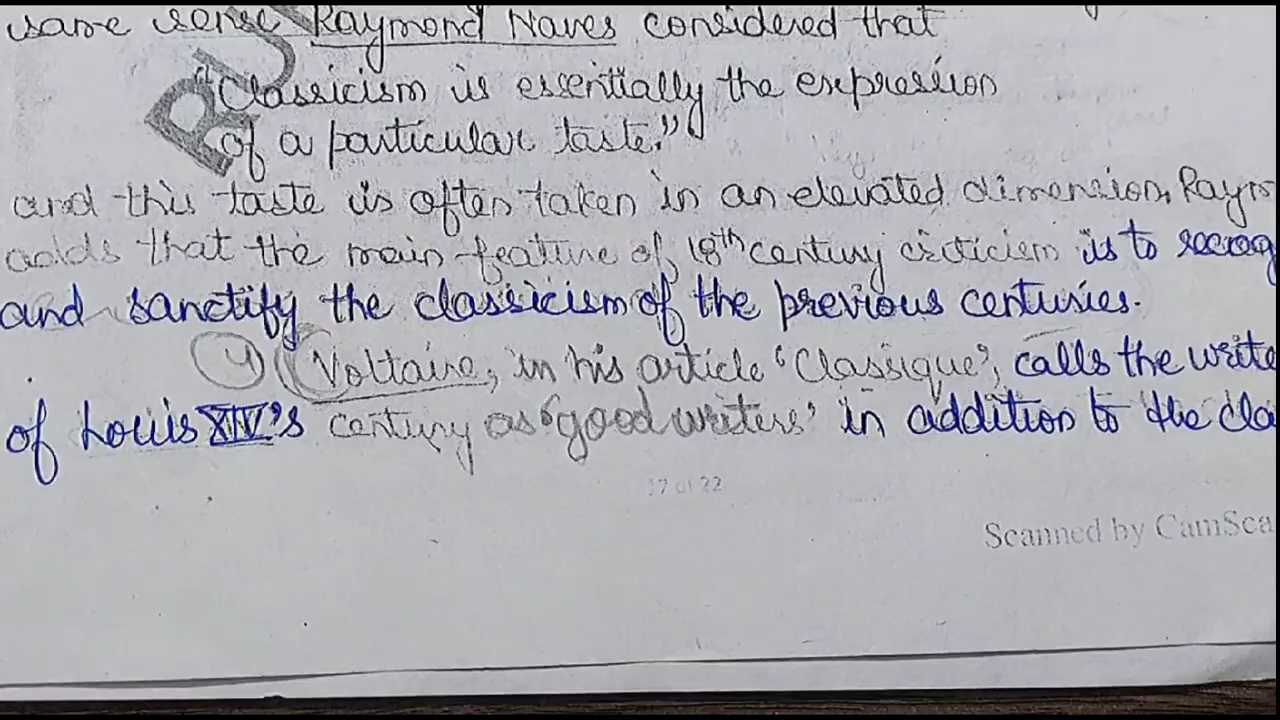 same sense Raymond Naves considered that
"Classicism is essentially the expression
of a particular taste."
and this taste is often taken in an elevated dimension, Raym
adds that the main feature of 18th century criticism is to recog
and sanctify the classicism of the previous centuries.
4) Voltaire, in his article 'Classique', calls the write
of Louis XIV's century as 'good writers' in addition to the cla
17 of 22
Scanned by CamSca